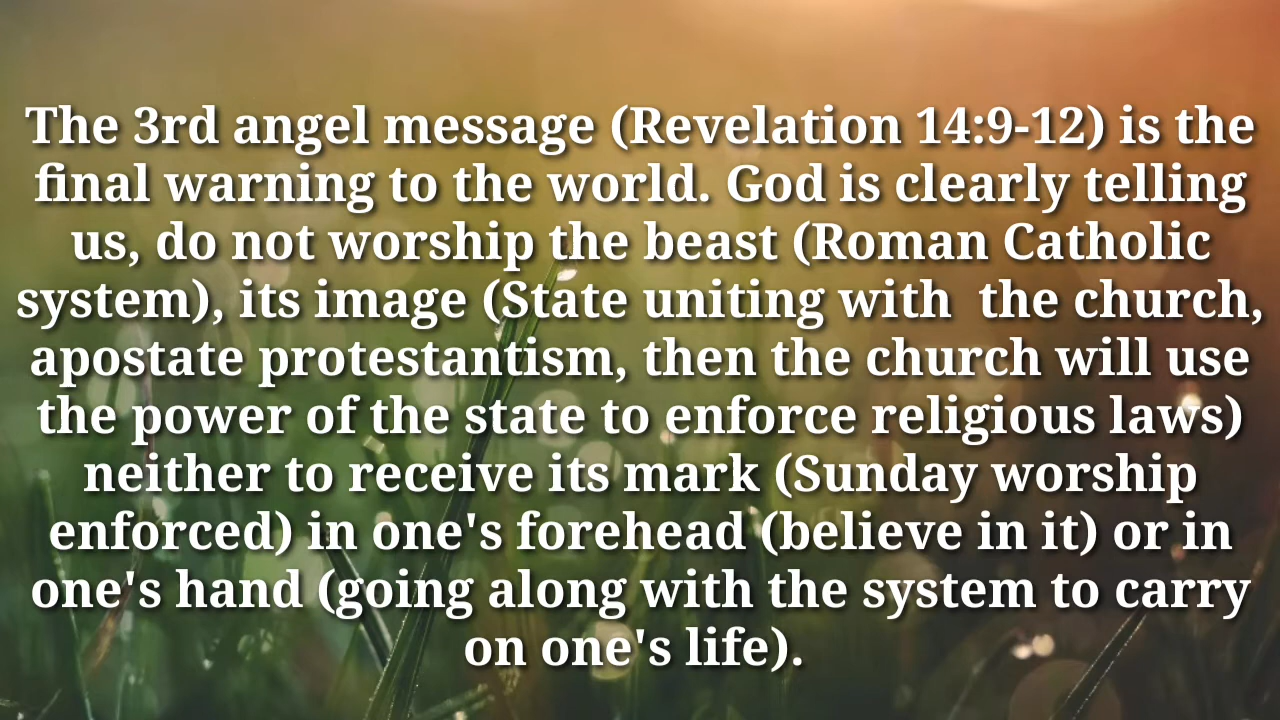 The 3rd angel message (Revelation 14:9-12) is the
final warning to the world. God is clearly telling
us, do not worship the beast (Roman Catholic
system), its image (State uniting with  the church,
apostate protestantism, then the church will use
the power of the state to enforce religious laws)
neither to receive its mark (Sunday worship
enforced) in one's forehead (believe in it) or in
one's hand (going along with the system to carry
on one's life).